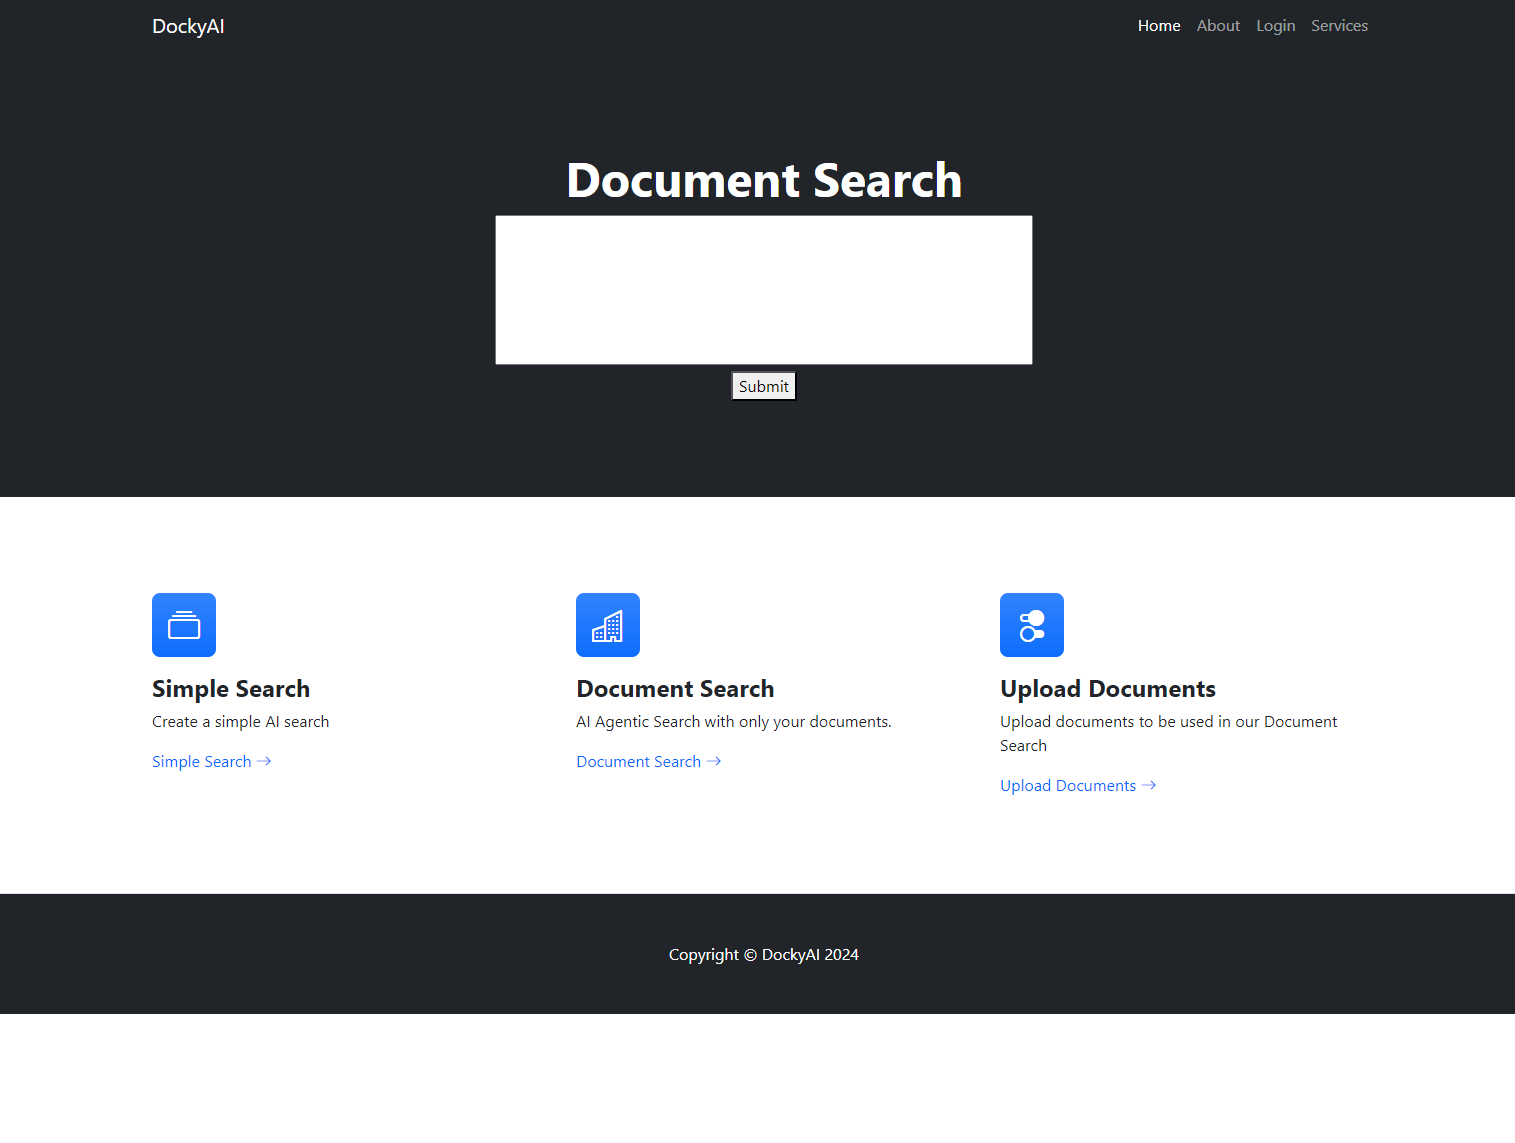 DockyAI
Home About Login Services
Document Search
Submit
Simple Search
Create a simple AI search
Simple Search →
Document Search
AI Agentic Search with only your documents.
Document Search →
Upload Documents
Upload documents to be used in our Document
Search
Upload Documents →
Copyright © DockyAI 2024